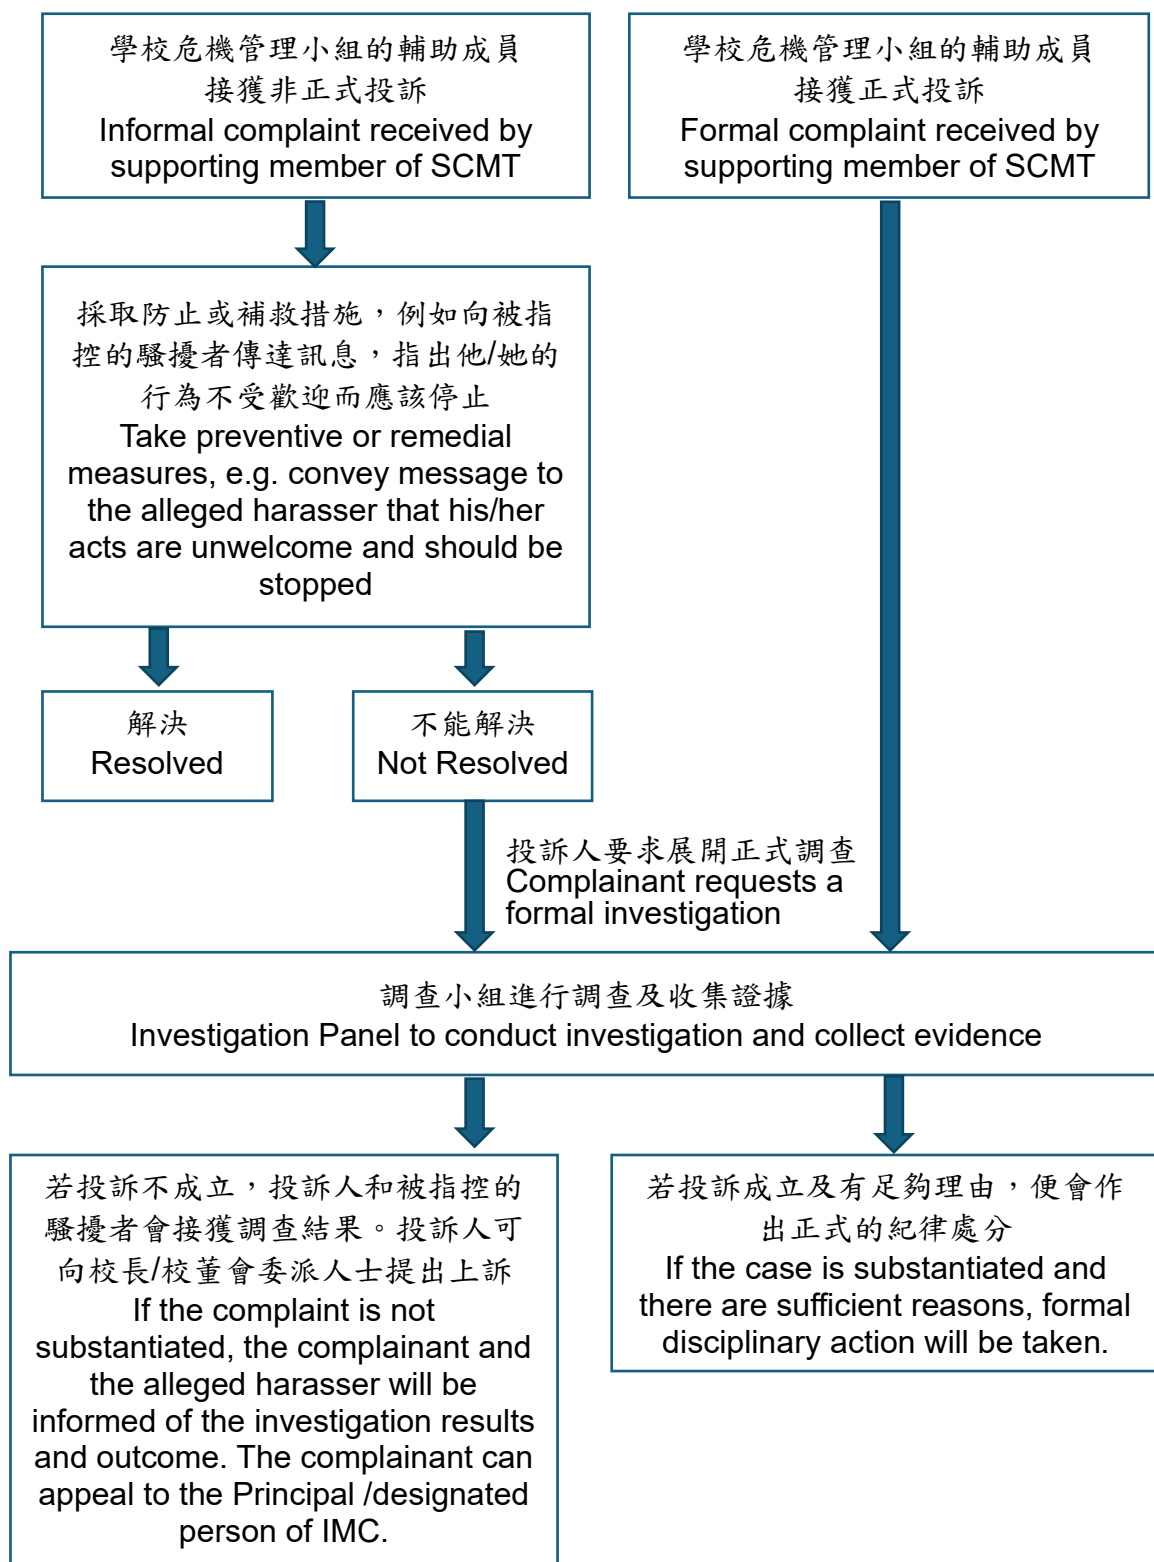 學校危機管理小組的輔助成員
接獲非正式投訴
Informal complaint received by
supporting member of SCMT
學校危機管理小組的輔助成員
接獲正式投訴
Formal complaint received by
supporting member of SCMT
採取防止或補救措施，例如向被指
控的騷擾者傳達訊息，指出他/她的
行為不受歡迎而應該停止
Take preventive or remedial
measures, e.g. convey message to
the alleged harasser that his/her
acts are unwelcome and should be
stopped
解決
Resolved
不能解決
Not Resolved
投訴人要求展開正式調查
Complainant requests a
formal investigation
調查小組進行調查及收集證據
Investigation Panel to conduct investigation and collect evidence
若投訴不成立，投訴人和被指控的
騷擾者會接獲調查結果。投訴人可
向校長/校董會委派人士提出上訴
If the complaint is not
substantiated, the complainant and
the alleged harasser will be
informed of the investigation results
and outcome. The complainant can
appeal to the Principal /designated
person of IMC.
若投訴成立及有足夠理由，便會作
出正式的紀律處分
If the case is substantiated and
there are sufficient reasons, formal
disciplinary action will be taken.